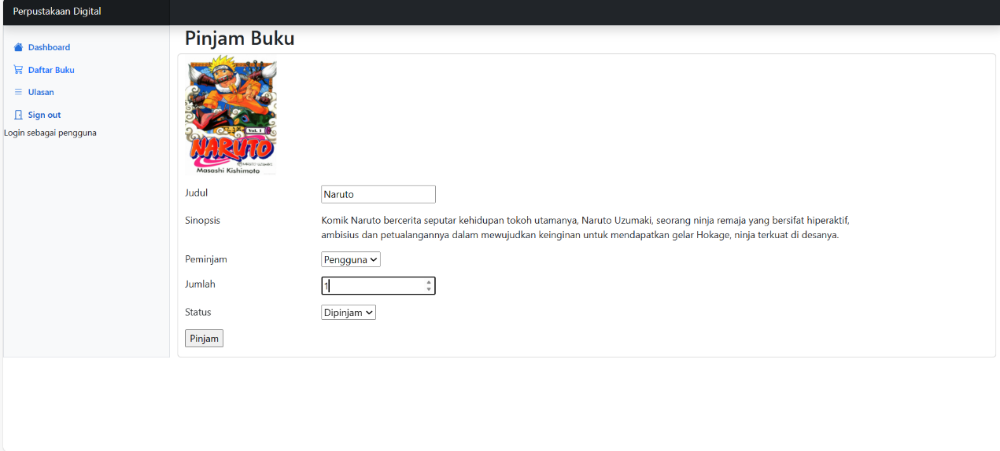 Perpustakaan Digital
Dashboard
Daftar Buku
Ulasan
Sign out
Login sebagai pengguna
Pinjam Buku
Vol. 1
NARUTO
Masashi Kishimoto
Judul
Naruto
Sinopsis
Komik Naruto bercerita seputar kehidupan tokoh utamanya, Naruto Uzumaki, seorang ninja remaja yang bersifat hiperaktif,
ambisius dan petualangannya dalam mewujudkan keinginan untuk mendapatkan gelar Hokage, ninja terkuat di desanya.
Peminjam
Pengguna
Jumlah
1
Status
Dipinjam
Pinjam